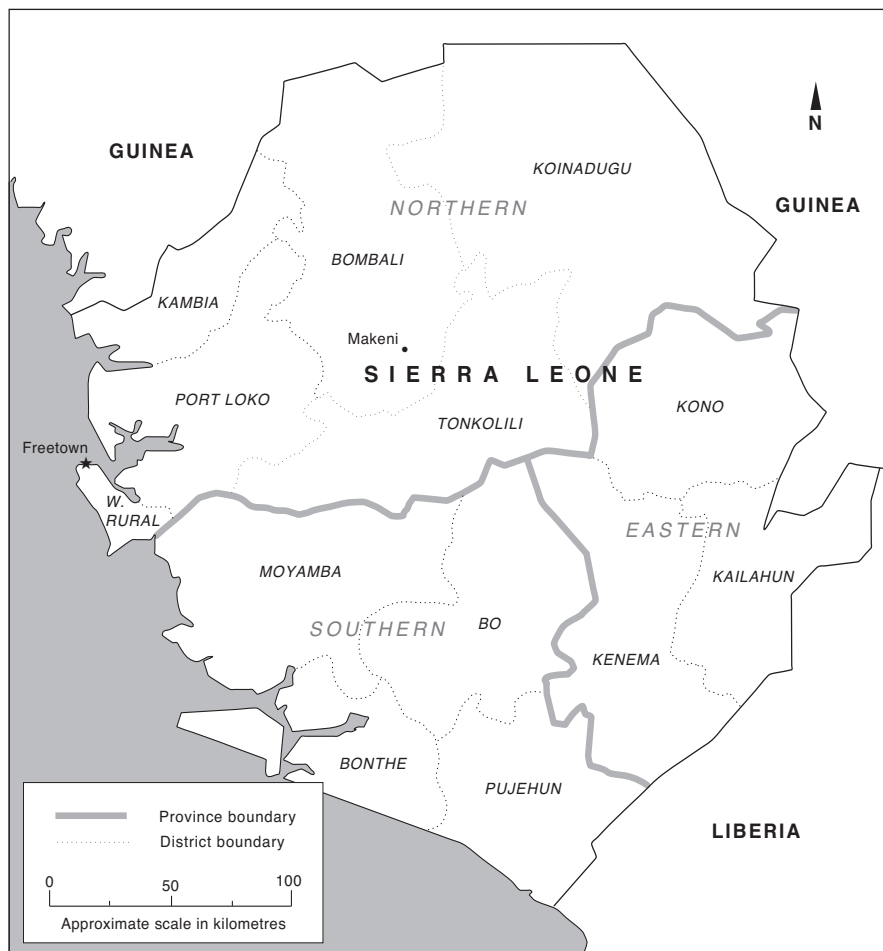 GUINEA
N
KOINADUGU
NORTHERN
GUINEA
BOMBALI
KAMBIA
Makeni
SIERRA LEONE
PORT LOKO
KONO
TONKOLILI
Freetown
W.
RURAL
EASTERN
MOYAMBA
KAILAHUN
SOUTHERN
BO
KENEMA
BONTHE
PUJEHUN
LIBERIA
Province boundary
District boundary
0 50 100
Approximate scale in kilometres